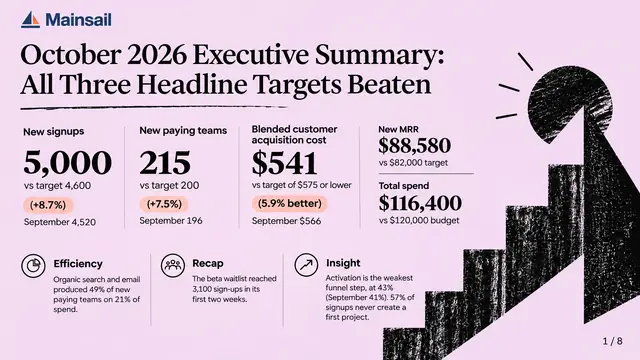 Mainsail
October 2026 Executive Summary:
All Three Headline Targets Beaten
New signups
5,000
vs target 4,600
(+8.7%)
September 4,520
New paying teams
215
vs target 200
(+7.5%)
September 196
Blended customer
acquisition cost
$541
vs target of $575 or lower
(5.9% better)
September $566
New MRR
$88,580
vs $82,000 target
Total spend
$116,400
vs $120,000 budget
Efficiency
Organic search and email
produced 49% of new
paying teams on 21% of
spend.
Recap
The beta waitlist reached
3,100 sign-ups in its
first two weeks.
Insight
Activation is the weakest
funnel step, at 43%
(September 41%). 57% of
signups never create a
first project.
1 / 8